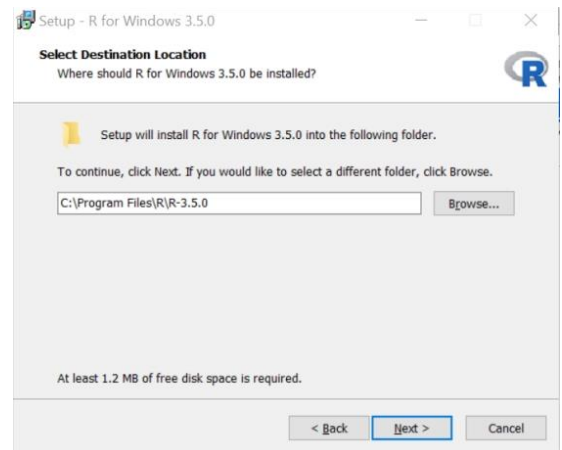 Setup - R for Windows 3.5.0
Select Destination Location
Where should R for Windows 3.5.0 be installed?
R
Setup will install R for Windows 3.5.0 into the following folder.
To continue, click Next. If you would like to select a different folder, click Browse.
C:\Program Files\R\R-3.5.0
Browse...
At least 1.2 MB of free disk space is required.
< Back Next > Cancel